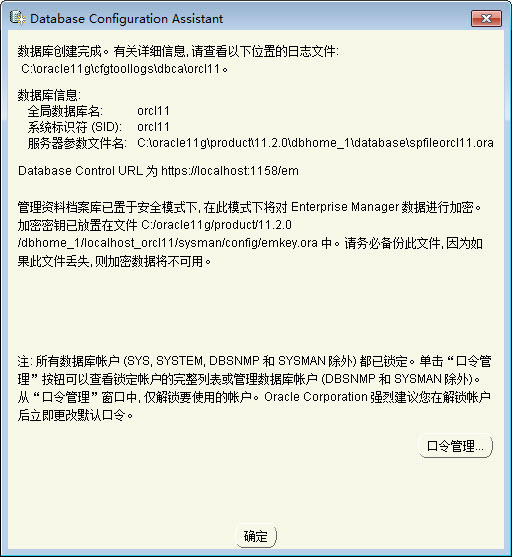 Database Configuration Assistant
数据库创建完成。有关详细信息, 请查看以下位置的日志文件:
C:\oracle11g\cfgtoollogs\dbca\orcl11。
数据库信息:
全局数据库名: orcl11
系统标识符 (SID): orcl11
服务器参数文件名: C:\oracle11g\product\11.2.0\dbhome_1\database\spfileorcl11.ora
Database Control URL 为 https://localhost:1158/em
管理资料档案库已置于安全模式下, 在此模式下将对 Enterprise Manager 数据进行加密。
加密密钥已放置在文件 C:/oracle11g/product/11.2.0
/dbhome_1/localhost_orcl11/sysman/config/emkey.ora 中。请务必备份此文件, 因为如
果此文件丢失, 则加密数据将不可用。
注: 所有数据库帐户 (SYS, SYSTEM, DBSNMP 和 SYSMAN 除外) 都已锁定。单击“口令管
理”按钮可以查看锁定帐户的完整列表或管理数据库帐户 (DBSNMP 和 SYSMAN 除外)。
从“口令管理”窗口中, 仅解锁要使用的帐户。Oracle Corporation 强烈建议您在解锁帐户
后立即更改默认口令。
口令管理...
确定